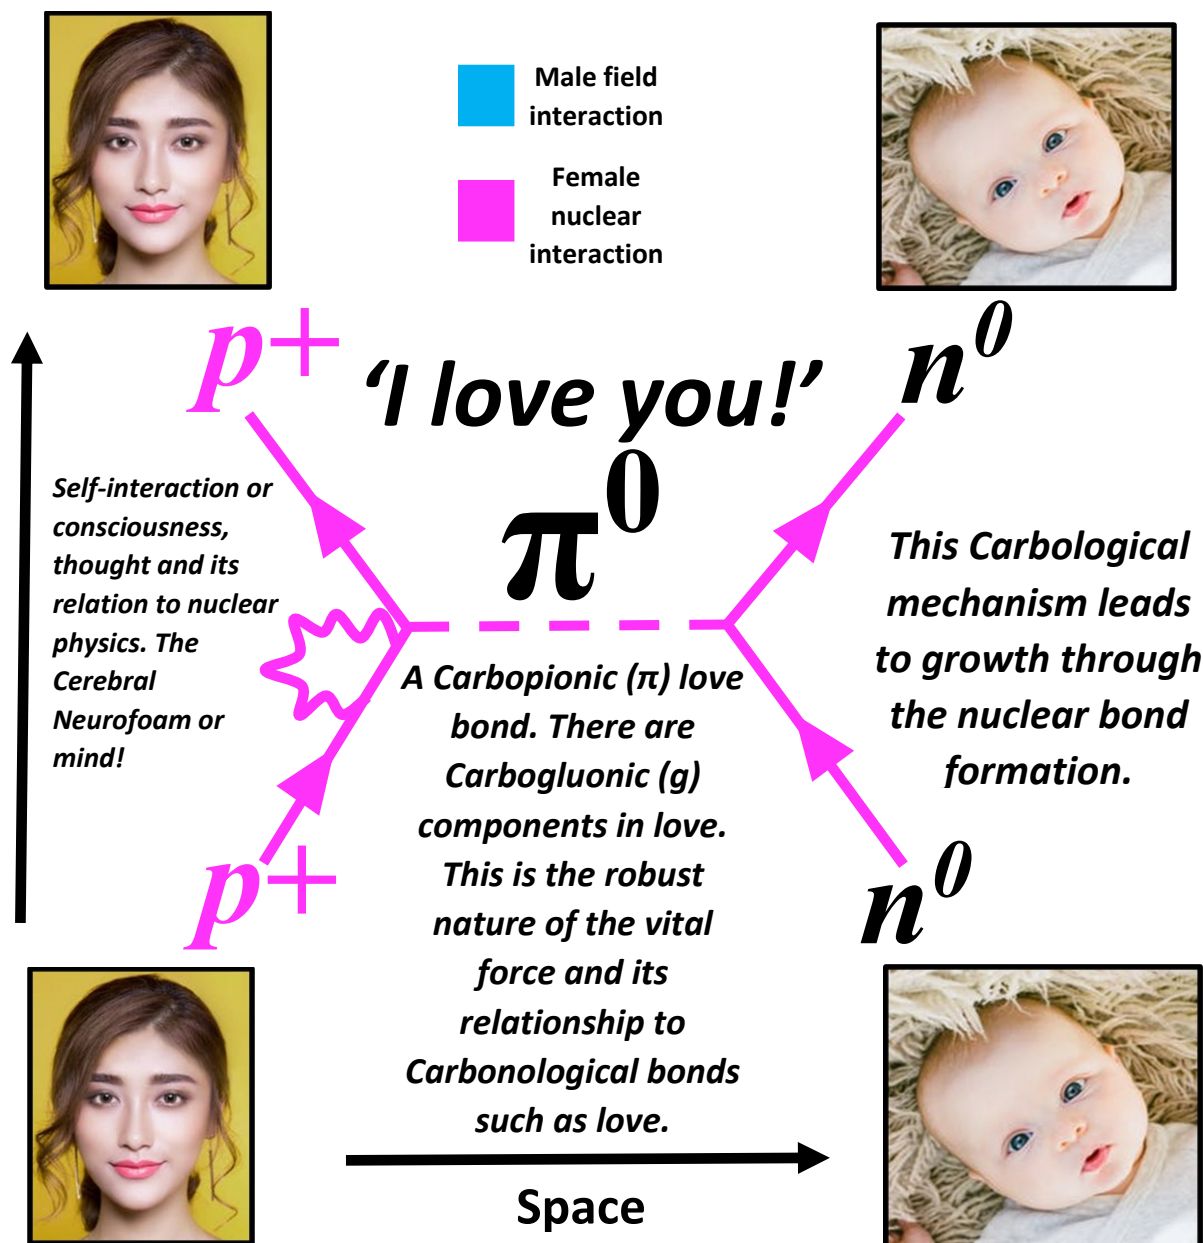 Male field
interaction
Female
nuclear
interaction
p+
‘I love you!’
n⁰
π⁰
Self-interaction or
consciousness,
thought and its
relation to nuclear
physics. The
Cerebral
Neurofoam or
mind!
This Carbological
mechanism leads
to growth through
the nuclear bond
formation.
A Carbopionic (π) love
bond. There are
Carbogluonic (g)
components in love.
This is the robust
nature of the vital
force and its
relationship to
Carbonological bonds
such as love.
p+
n⁰
Space